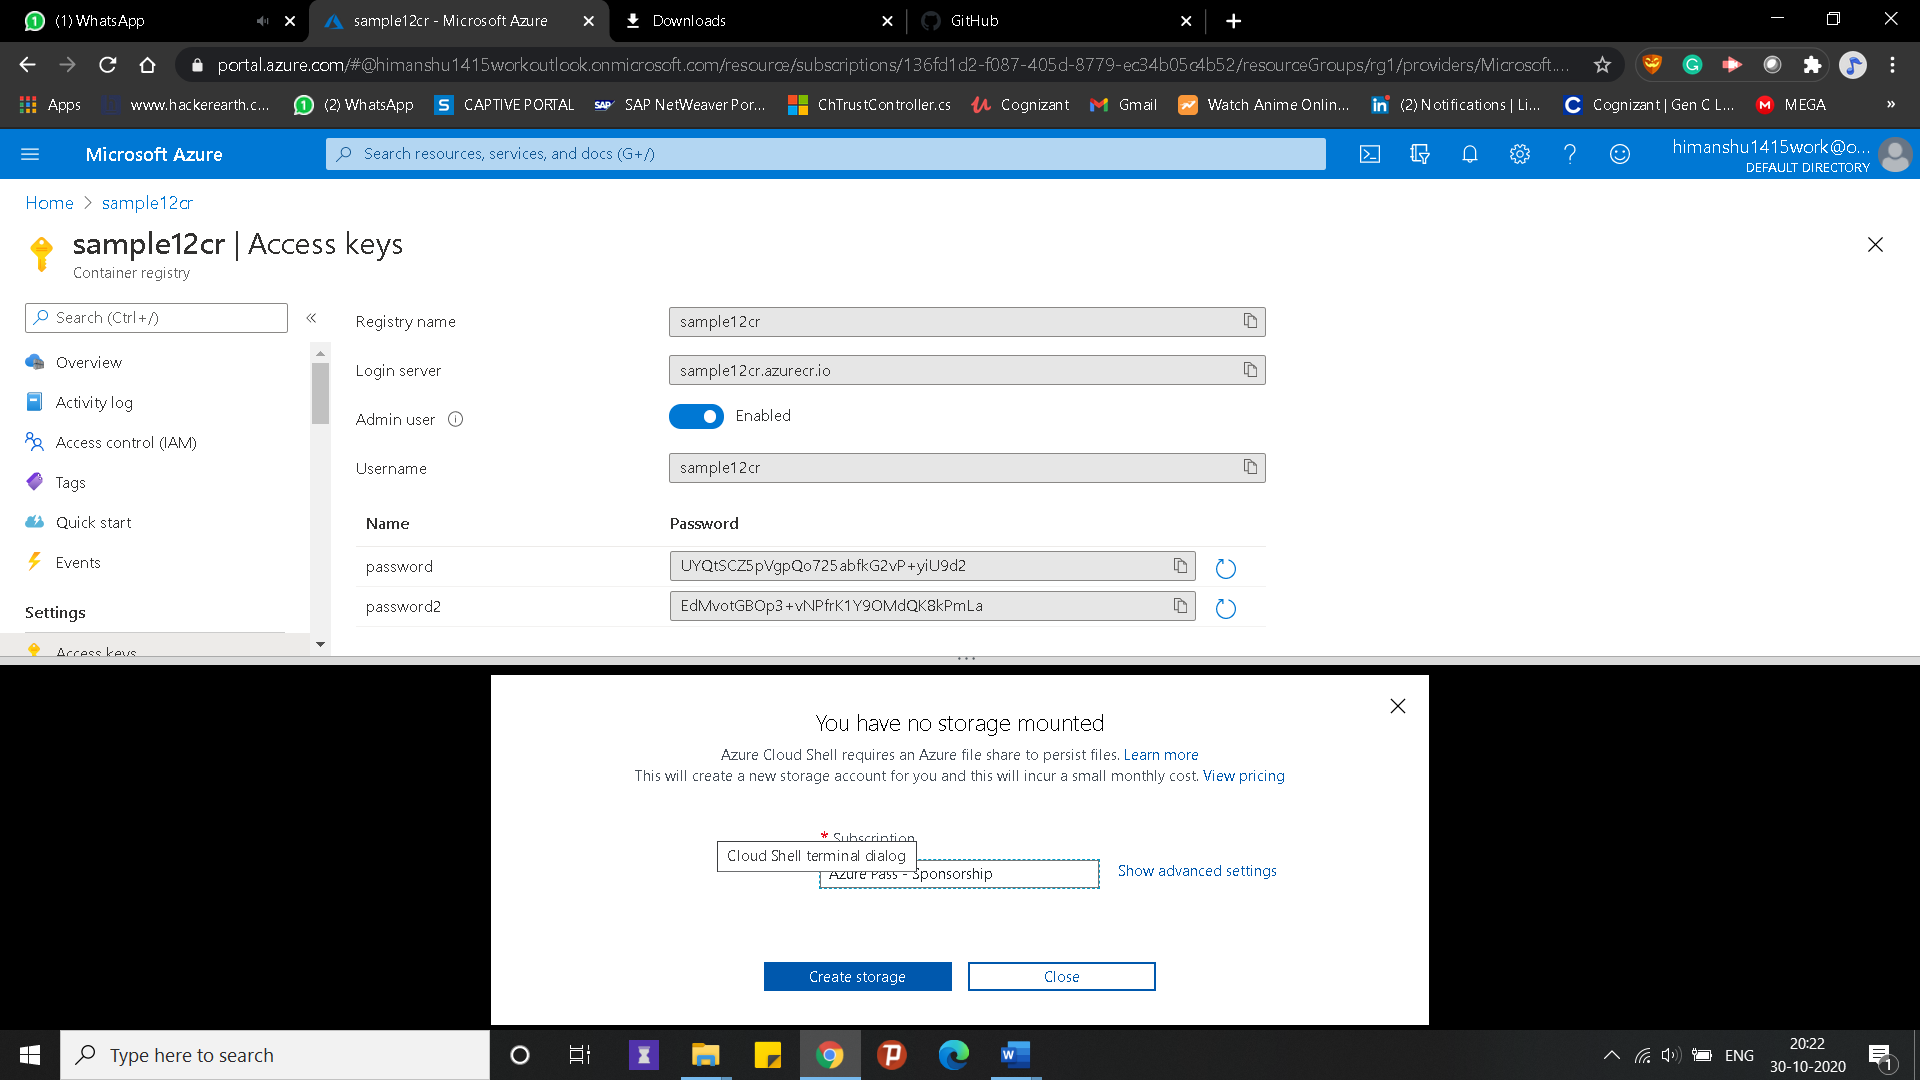 (1) WhatsApp
sample12cr - Microsoft Azure
Downloads
GitHub
portal.azure.com/#@himanshu1415workoutlook.onmicrosoft.com/resource/subscriptions/136fd1d2-f087-405d-8779-ec34b05c4b52/resourceGroups/rg1/providers/Microsoft....
Apps
www.hackerearth.c...
(2) WhatsApp
CAPTIVE PORTAL
SAP NetWeaver Por...
ChTrustController.cs
Cognizant
Gmail
Watch Anime Onlin...
(2) Notifications | Li...
Cognizant | Gen C L...
MEGA
»
Microsoft Azure
Search resources, services, and docs (G+/)
himanshu1415work@o...
DEFAULT DIRECTORY
Home > sample12cr
sample12cr | Access keys
Container registry
Search (Ctrl+/)
«
Overview
Activity log
Access control (IAM)
Tags
Quick start
Events
Settings
Access keys
Registry name
sample12cr
Login server
sample12cr.azurecr.io
Admin user
Enabled
Username
sample12cr
Name
Password
password
UYQtSCZ5pVgpQo725abfkG2vP+yiU9d2
password2
EdMvotGBOp3+vNPfrK1Y9OMdQK8kPmLa
You have no storage mounted
Azure Cloud Shell requires an Azure file share to persist files. Learn more
This will create a new storage account for you and this will incur a small monthly cost. View pricing
* Subscription
Cloud Shell terminal dialog
Azure Pass - Sponsorship
Show advanced settings
Create storage
Close
Type here to search
ENG
20:22
30-10-2020
1